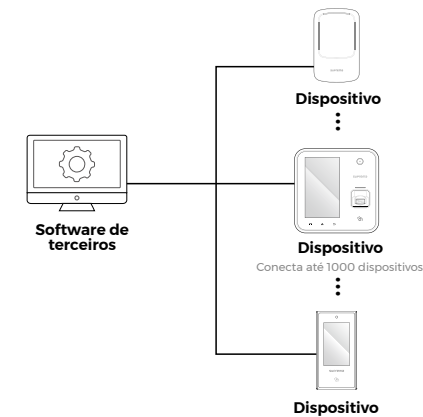 Dispositivo
Software de
terceiros
Dispositivo
Conecta até 1000 dispositivos
Dispositivo